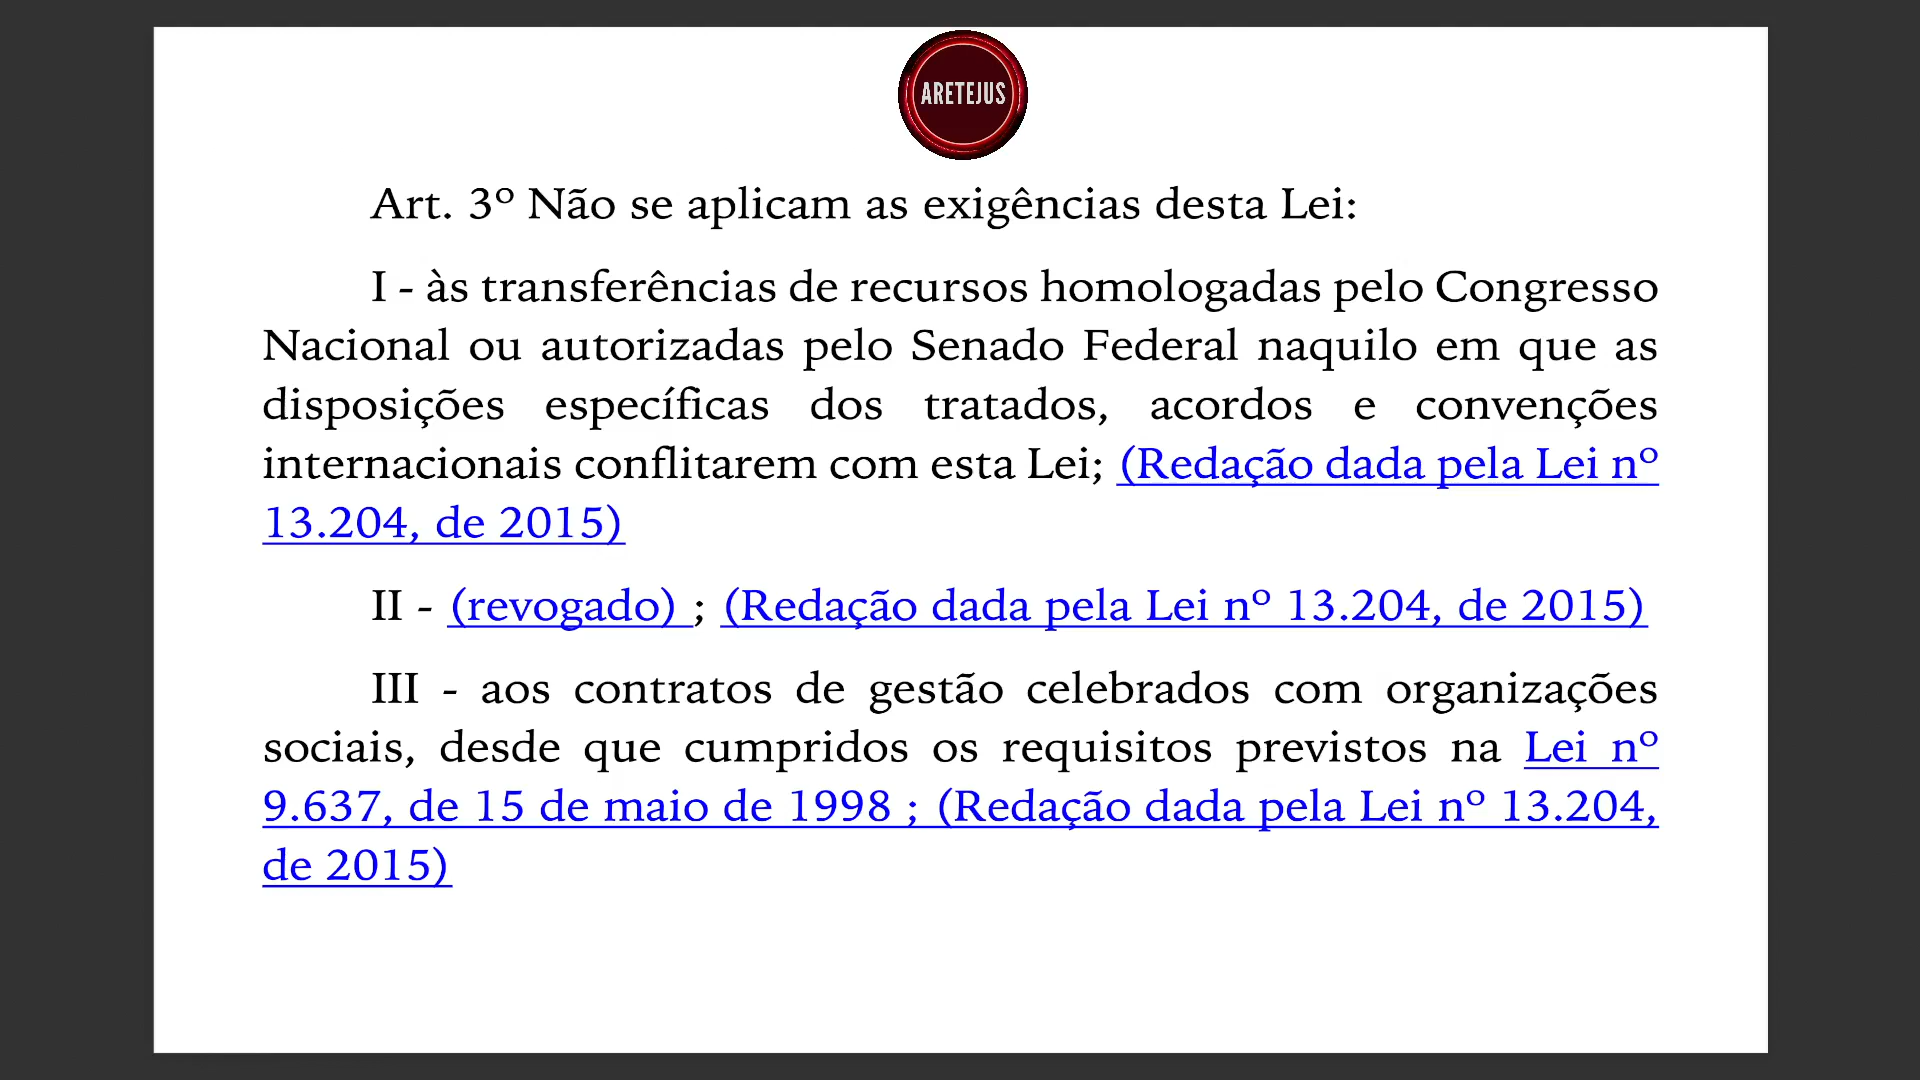 ARETEJUS
Art. 3º Não se aplicam as exigências desta Lei:
I - às transferências de recursos homologadas pelo Congresso
Nacional ou autorizadas pelo Senado Federal naquilo em que as
disposições específicas dos tratados, acordos e convenções
internacionais conflitarem com esta Lei; (Redação dada pela Lei nº
13.204, de 2015)
II - (revogado) ; (Redação dada pela Lei nº 13.204, de 2015)
III - aos contratos de gestão celebrados com organizações
sociais, desde que cumpridos os requisitos previstos na Lei nº
9.637, de 15 de maio de 1998 ; (Redação dada pela Lei nº 13.204,
de 2015)